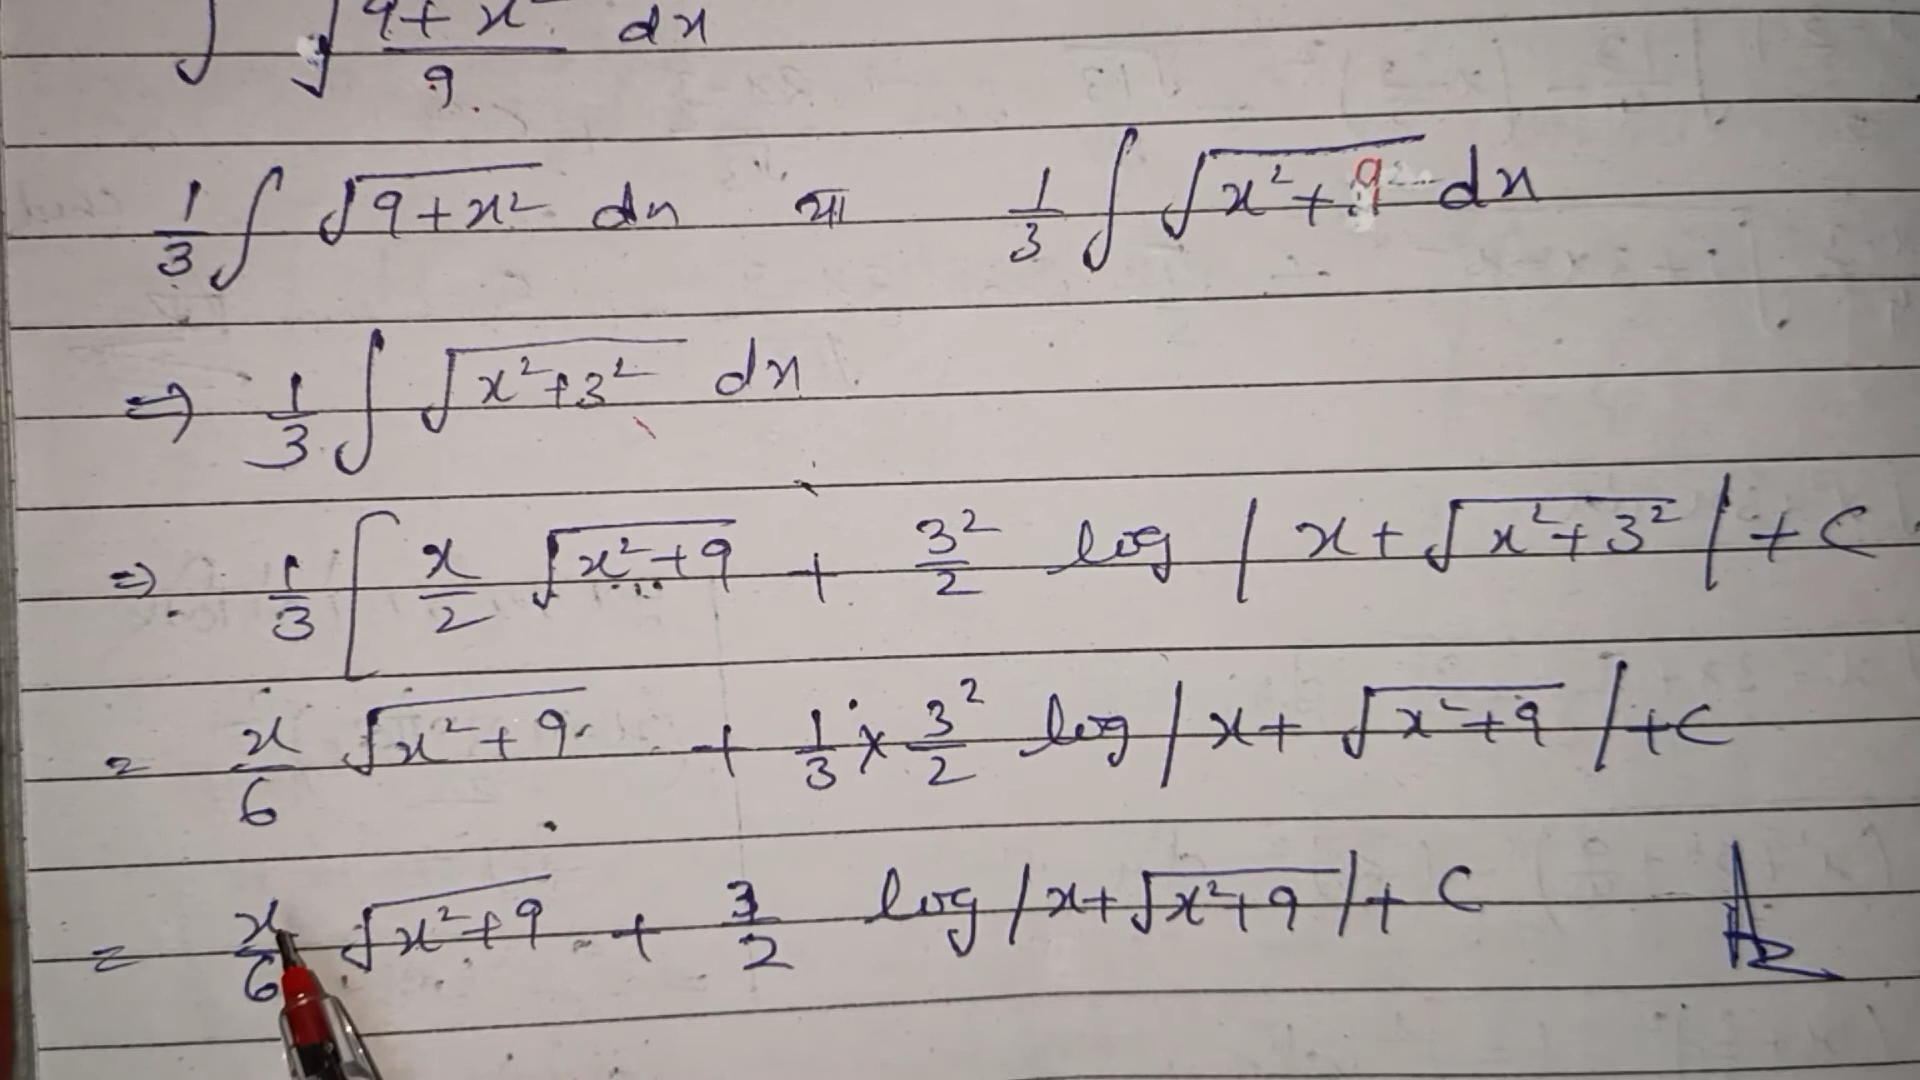 ∫ √(9+x²)/9 dx
1/3 ∫ √(9+x²) dx या 1/3 ∫ √(x²+9) dx
⇒ 1/3 ∫ √(x²+3²) dx
⇒ 1/3 [ x/2 √(x²+9) + 3²/2 log |x+√(x²+3²)| + C
= x/6 √(x²+9) + 1/3 × 3²/2 log |x+√(x²+9)| + C
= x/6 √(x²+9) + 3/2 log |x+√(x²+9)| + C